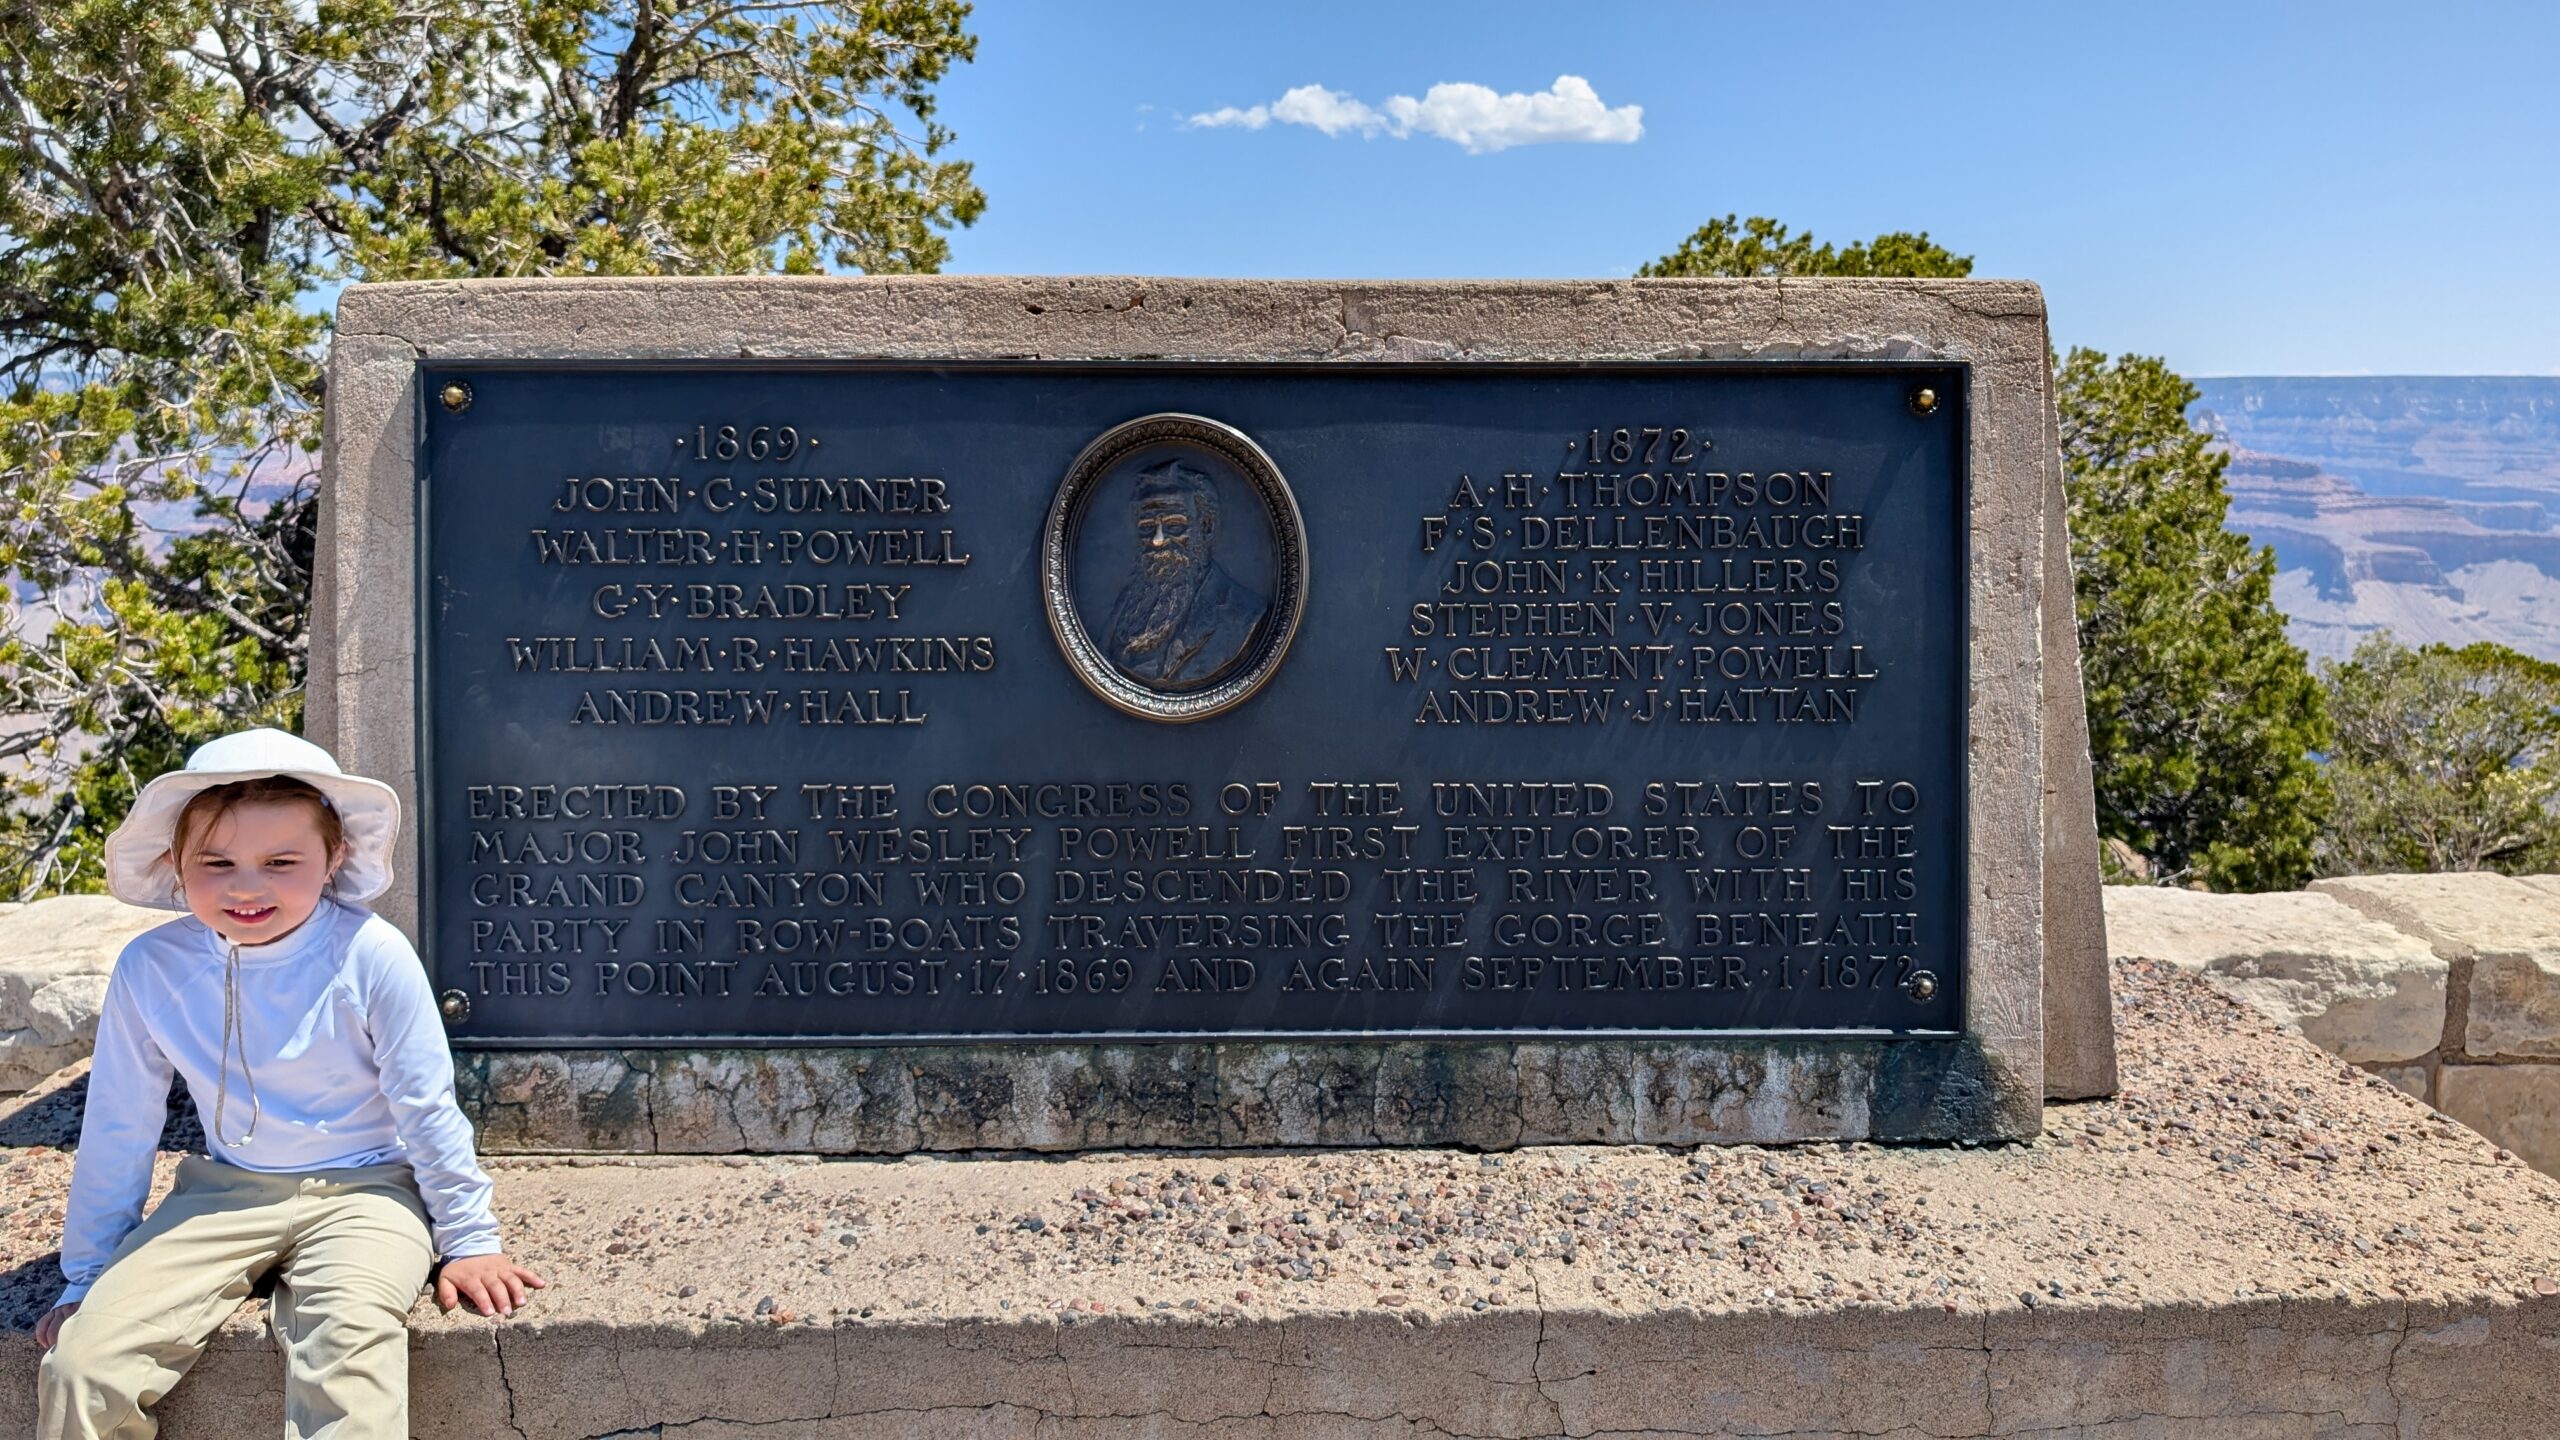 ·1869·
JOHN·C·SUMNER
WALTER·H·POWELL
G·Y·BRADLEY
WILLIAM·R·HAWKINS
ANDREW·HALL
·1872·
A·H·THOMPSON
F·S·DELLENBAUGH
JOHN·K·HILLERS
STEPHEN·V·JONES
W·CLEMENT·POWELL
ANDREW·J·HATTAN
ERECTED BY THE CONGRESS OF THE UNITED STATES TO
MAJOR JOHN WESLEY POWELL FIRST EXPLORER OF THE
GRAND CANYON WHO DESCENDED THE RIVER WITH HIS
PARTY IN ROW-BOATS TRAVERSING THE GORGE BENEATH
THIS POINT AUGUST·17·1869 AND AGAIN SEPTEMBER·1·1872